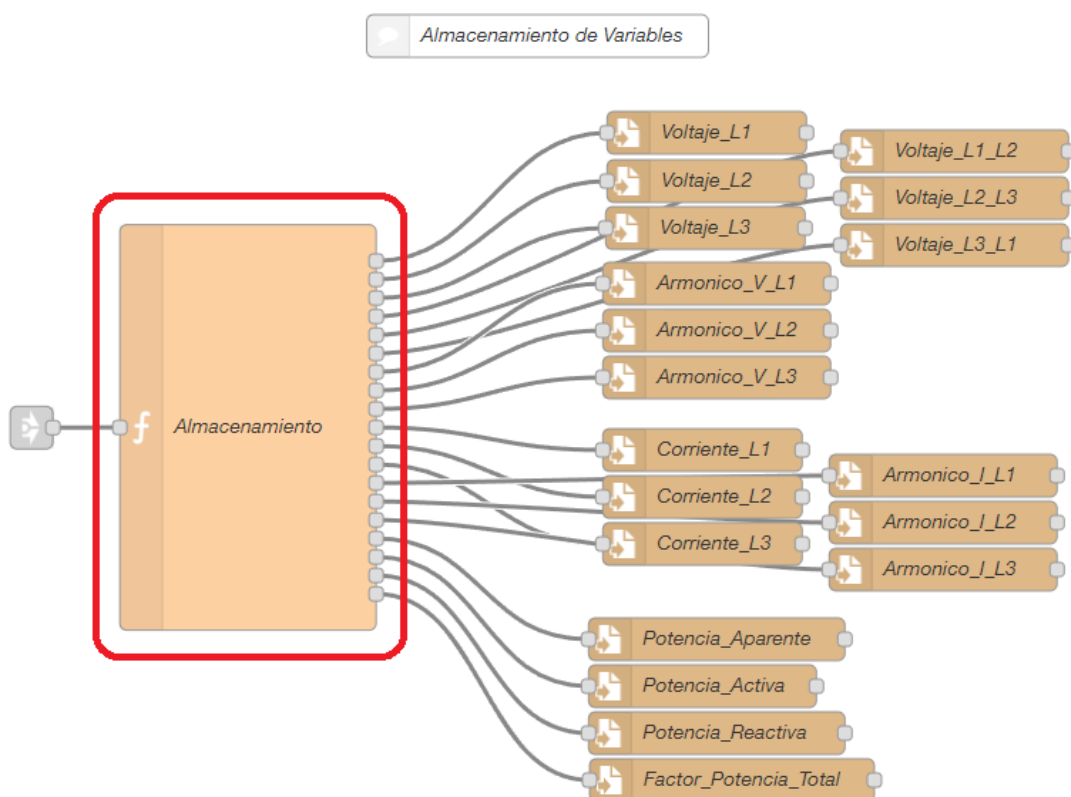 Almacenamiento de Variables
Voltaje_L1
Voltaje_L1_L2
Voltaje_L2
Voltaje_L2_L3
Voltaje_L3
Voltaje_L3_L1
Armonico_V_L1
Armonico_V_L2
Armonico_V_L3
Almacenamiento
Corriente_L1
Armonico_I_L1
Corriente_L2
Armonico_I_L2
Corriente_L3
Armonico_I_L3
Potencia_Aparente
Potencia_Activa
Potencia_Reactiva
Factor_Potencia_Total